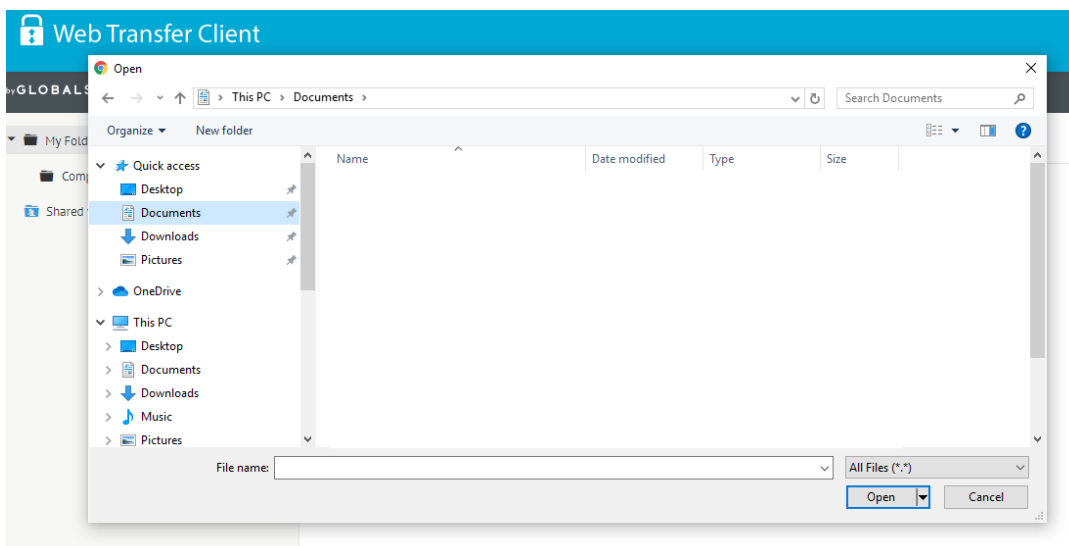 Web Transfer Client
Open
by GLOBALS
This PC > Documents >
Search Documents
Organize
New folder
My Fold
Name
Date modified
Type
Size
Quick access
Com
Desktop
Shared
Documents
Downloads
Pictures
OneDrive
This PC
Desktop
Documents
Downloads
Music
Pictures
File name:
All Files (*.*)
Open
Cancel